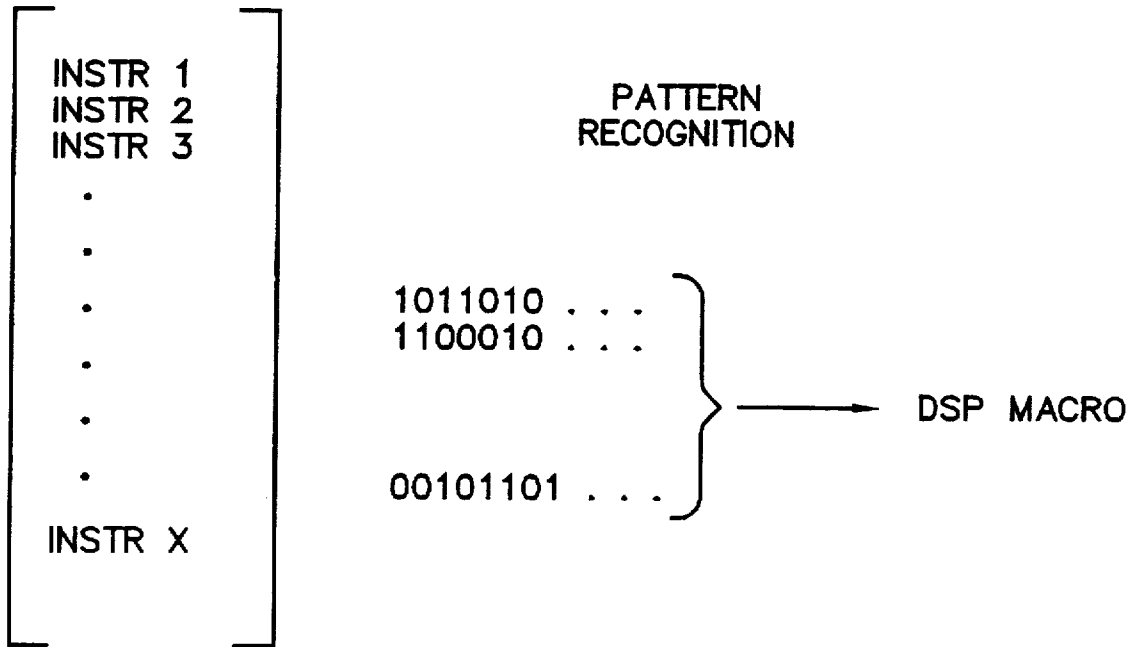 INSTR 1
INSTR 2
INSTR 3
.
.
.
.
.
.
INSTR X
PATTERN
RECOGNITION
1011010 . . .
1100010 . . .
00101101 . . .
DSP MACRO